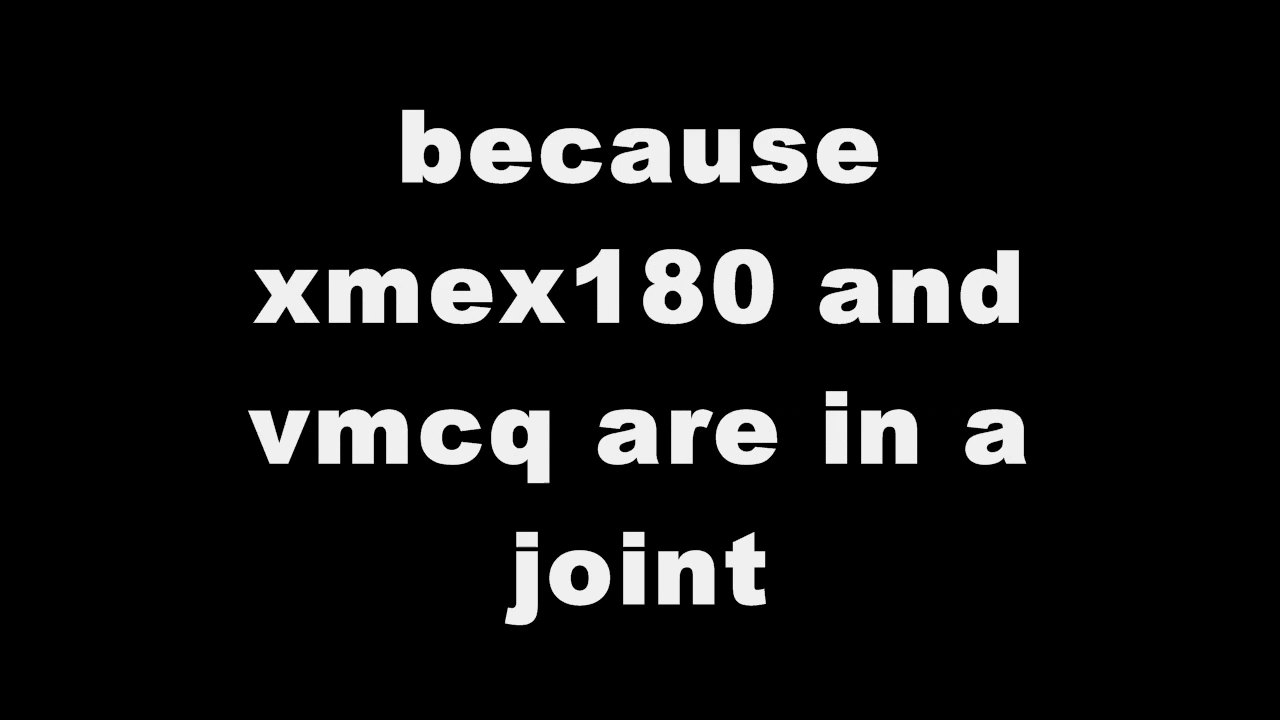 because
xmex180 and
vmcq are in a
joint